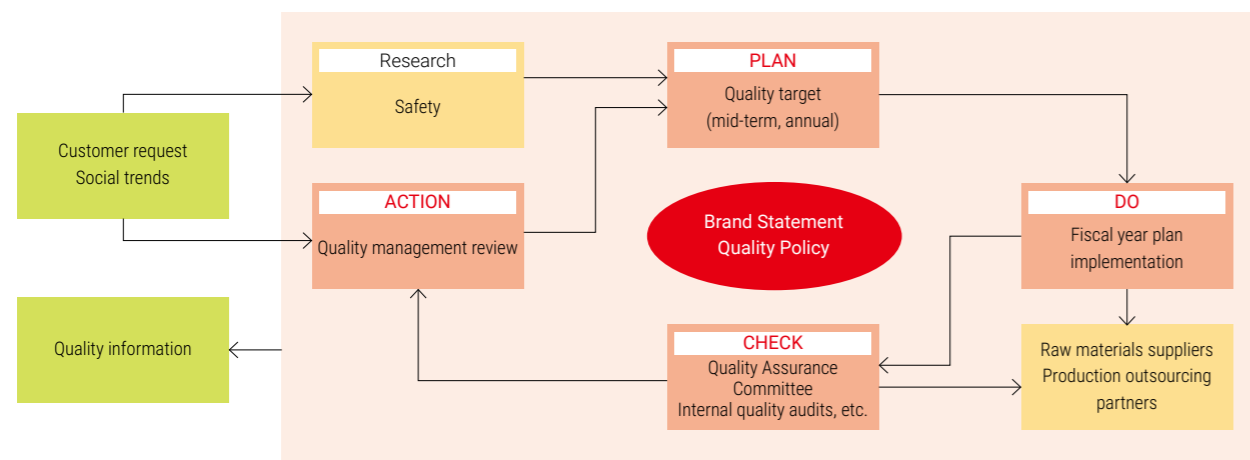 Customer request
Social trends
Quality information
Research
Safety
ACTION
Quality management review
PLAN
Quality target
(mid-term, annual)
Brand Statement
Quality Policy
CHECK
Quality Assurance
Committee
Internal quality audits, etc.
DO
Fiscal year plan
implementation
Raw materials suppliers
Production outsourcing
partners